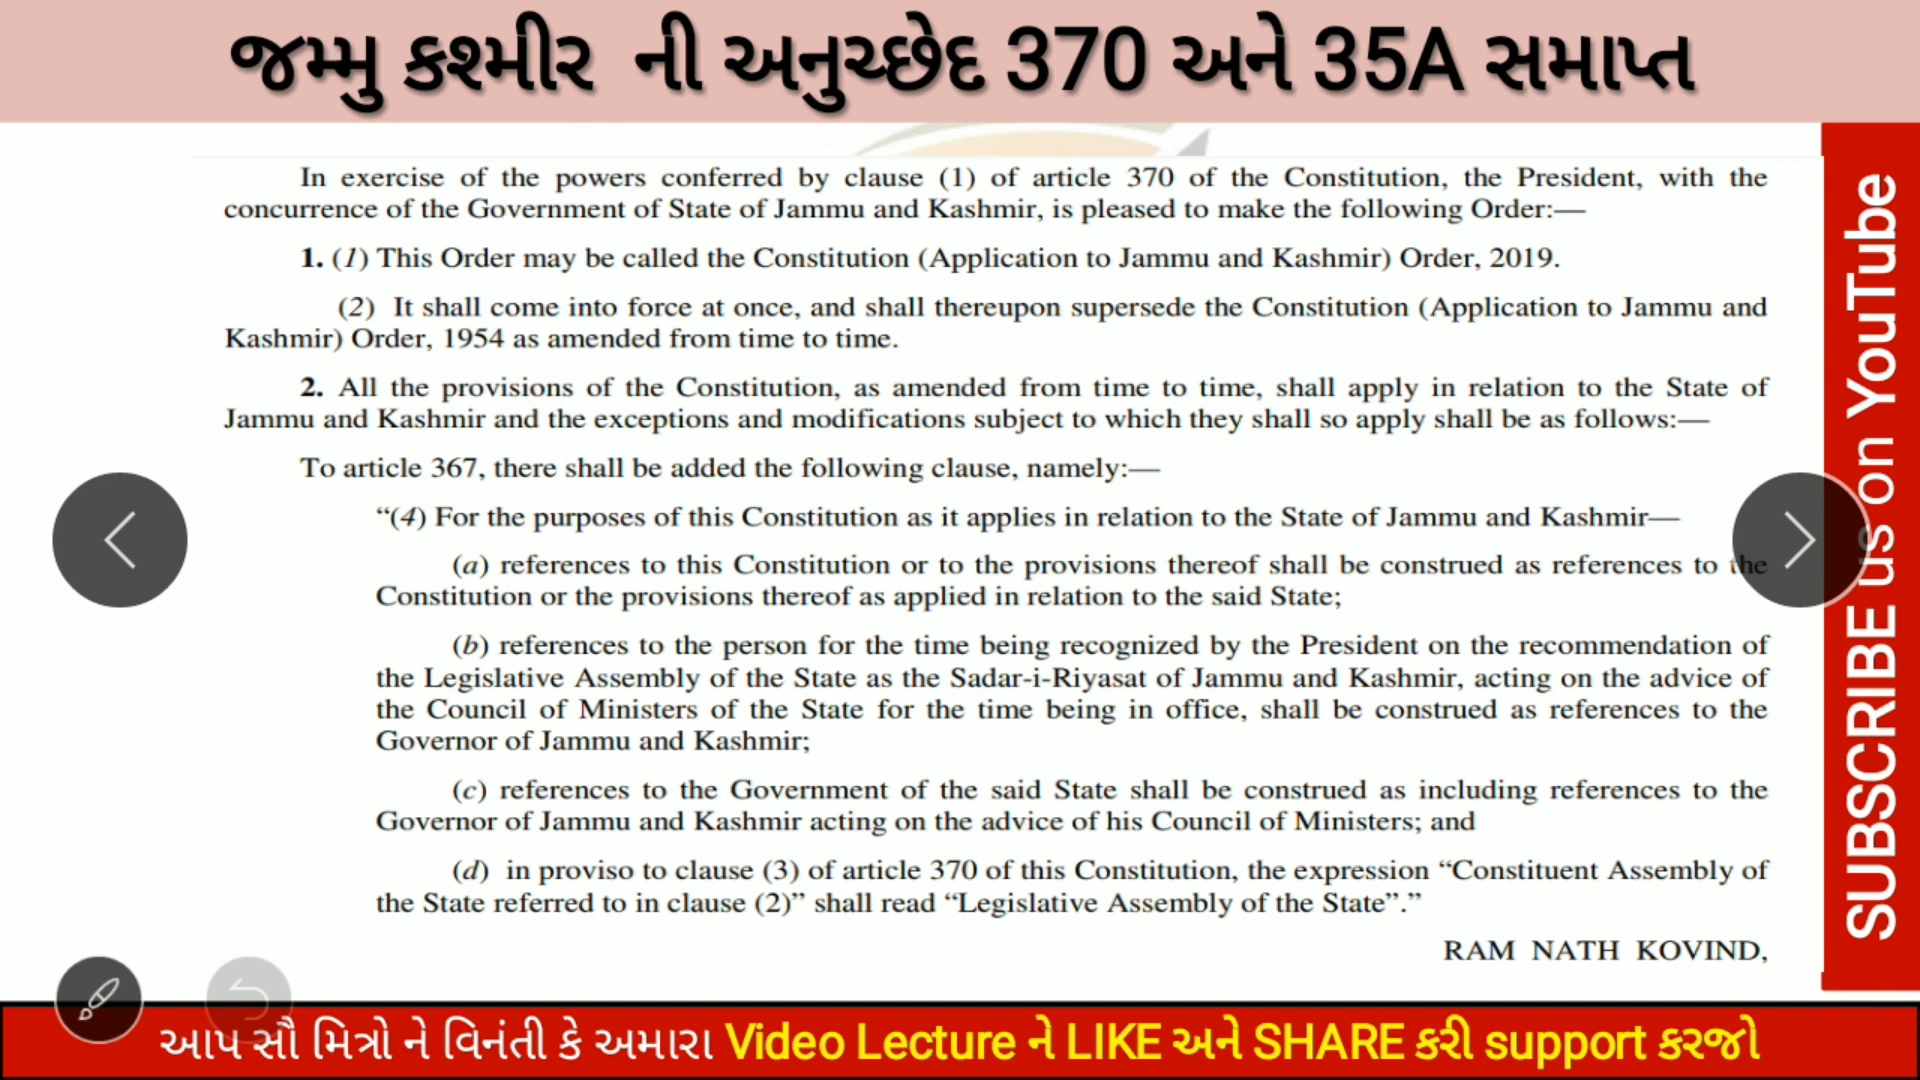 જમ્મુ કશ્મીર ની અનુચ્છેદ 370 અને 35A સમાપ્ત
In exercise of the powers conferred by clause (1) of article 370 of the Constitution, the President, with the
concurrence of the Government of State of Jammu and Kashmir, is pleased to make the following Order:—
1. (1) This Order may be called the Constitution (Application to Jammu and Kashmir) Order, 2019.
(2) It shall come into force at once, and shall thereupon supersede the Constitution (Application to Jammu and
Kashmir) Order, 1954 as amended from time to time.
2. All the provisions of the Constitution, as amended from time to time, shall apply in relation to the State of
Jammu and Kashmir and the exceptions and modifications subject to which they shall so apply shall be as follows:—
To article 367, there shall be added the following clause, namely:—
“(4) For the purposes of this Constitution as it applies in relation to the State of Jammu and Kashmir—
(a) references to this Constitution or to the provisions thereof shall be construed as references to the
Constitution or the provisions thereof as applied in relation to the said State;
(b) references to the person for the time being recognized by the President on the recommendation of
the Legislative Assembly of the State as the Sadar-i-Riyasat of Jammu and Kashmir, acting on the advice of
the Council of Ministers of the State for the time being in office, shall be construed as references to the
Governor of Jammu and Kashmir;
(c) references to the Government of the said State shall be construed as including references to the
Governor of Jammu and Kashmir acting on the advice of his Council of Ministers; and
(d) in proviso to clause (3) of article 370 of this Constitution, the expression “Constituent Assembly of
the State referred to in clause (2)” shall read “Legislative Assembly of the State”.”
RAM NATH KOVIND,
SUBSCRIBE us on YouTube
આપ સૌ મિત્રો ને વિનંતી કે અમારા Video Lecture ને LIKE અને SHARE કરી support કરજો